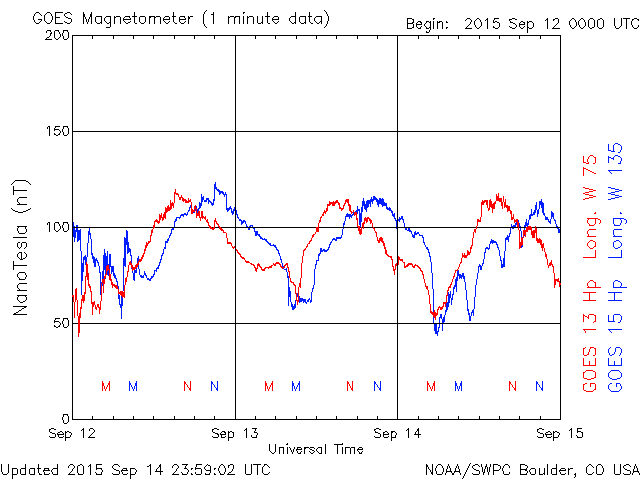 GOES Magnetometer (1 minute data)
Begin: 2015 Sep 12 0000 UTC
200
150
100
50
0
NanoTesla (nT)
M M N N M M N N M M N N
Sep 12 Sep 13 Sep 14 Sep 15
Universal Time
GOES 13 Hp Long. W 75
GOES 15 Hp Long. W 135
Updated 2015 Sep 14 23:59:02 UTC
NOAA/SWPC Boulder, CO USA